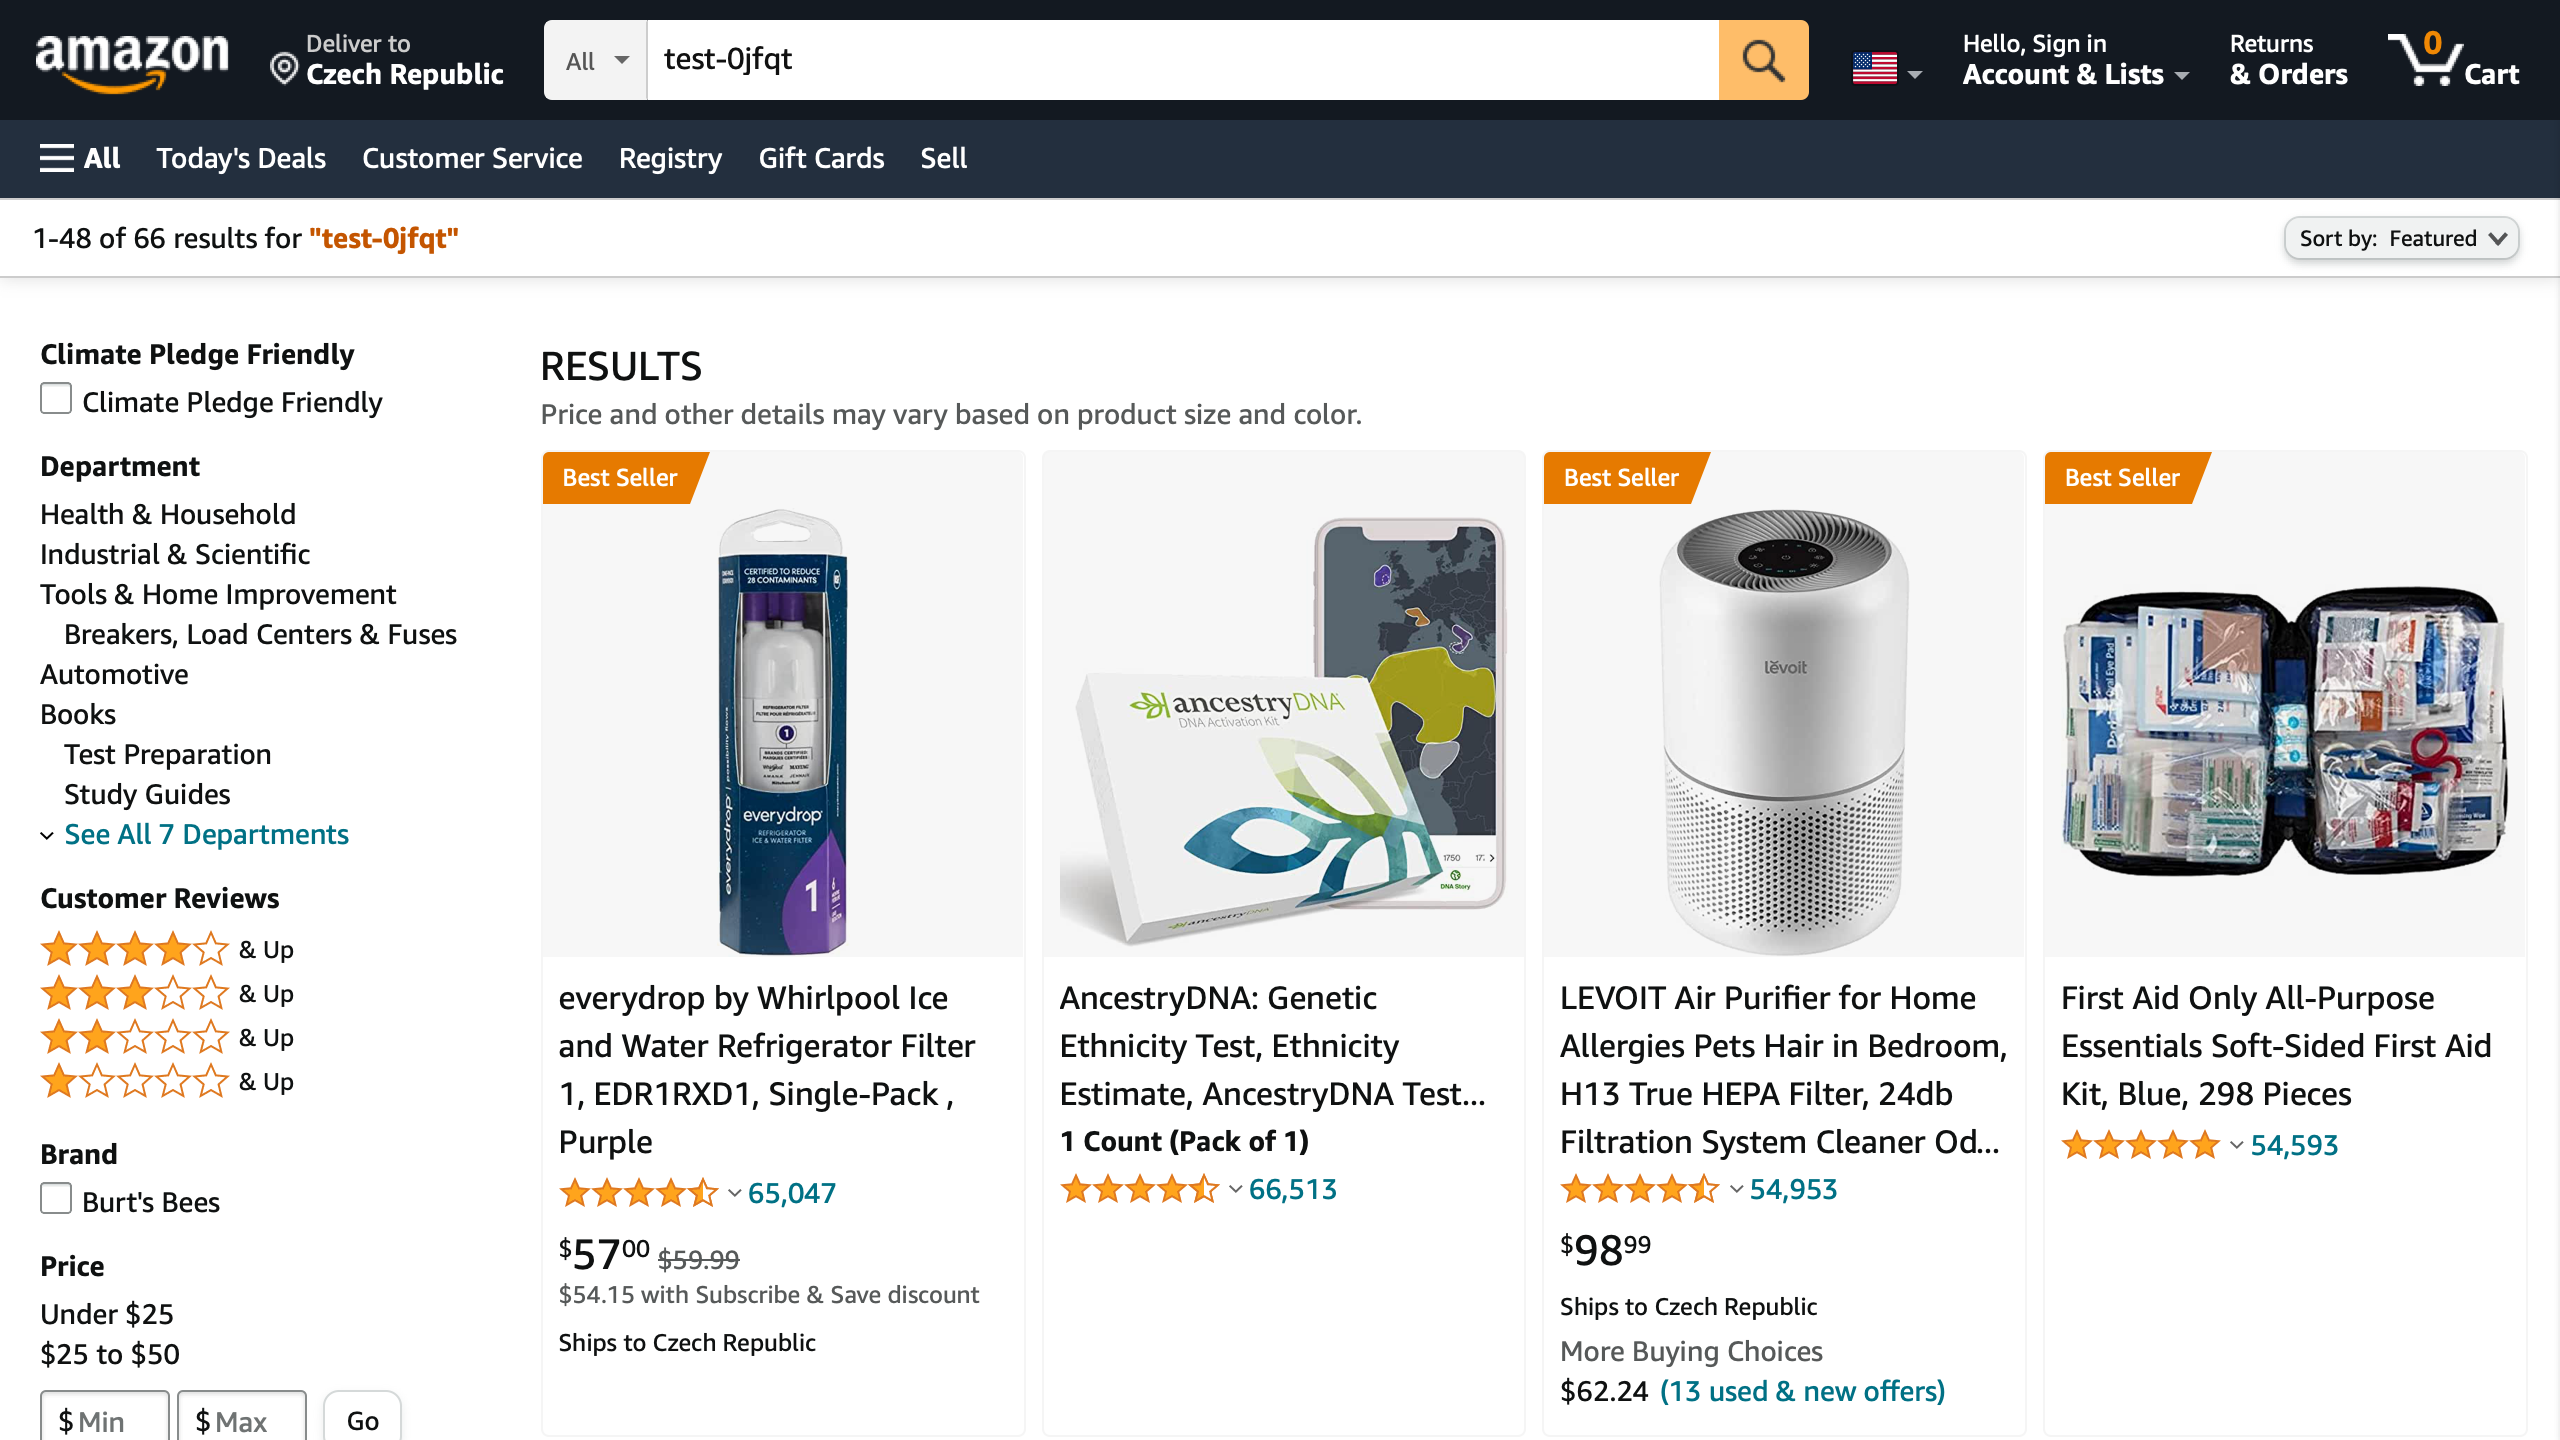 amazon
Deliver to
Czech Republic
All
test-0jfqt
Hello, Sign in
Account & Lists
Returns
& Orders
0
Cart
All
Today's Deals
Customer Service
Registry
Gift Cards
Sell
1-48 of 66 results for "test-0jfqt"
Sort by: Featured
Climate Pledge Friendly
Climate Pledge Friendly
Department
Health & Household
Industrial & Scientific
Tools & Home Improvement
Breakers, Load Centers & Fuses
Automotive
Books
Test Preparation
Study Guides
See All 7 Departments
Customer Reviews
& Up
& Up
& Up
& Up
Brand
Burt's Bees
Price
Under $25
$25 to $50
$ Min
$ Max
Go
RESULTS
Price and other details may vary based on product size and color.
Best Seller
CERTIFIED TO REDUCE
28 CONTAMINANTS
REFRIGERATOR FILTER
1
everydrop
everydrop
REFRIGERATOR
ICE & WATER FILTER
1
everydrop by Whirlpool Ice
and Water Refrigerator Filter
1, EDR1RXD1, Single-Pack ,
Purple
65,047
$5700 $59.99
$54.15 with Subscribe & Save discount
Ships to Czech Republic
ancestryDNA
DNA Activation Kit
1750
DNA Story
ancestryDNA
AncestryDNA: Genetic
Ethnicity Test, Ethnicity
Estimate, AncestryDNA Test...
1 Count (Pack of 1)
66,513
Best Seller
levoit
LEVOIT Air Purifier for Home
Allergies Pets Hair in Bedroom,
H13 True HEPA Filter, 24db
Filtration System Cleaner Od...
54,953
$9899
Ships to Czech Republic
More Buying Choices
$62.24 (13 used & new offers)
Best Seller
First Aid Only All-Purpose
Essentials Soft-Sided First Aid
Kit, Blue, 298 Pieces
54,593